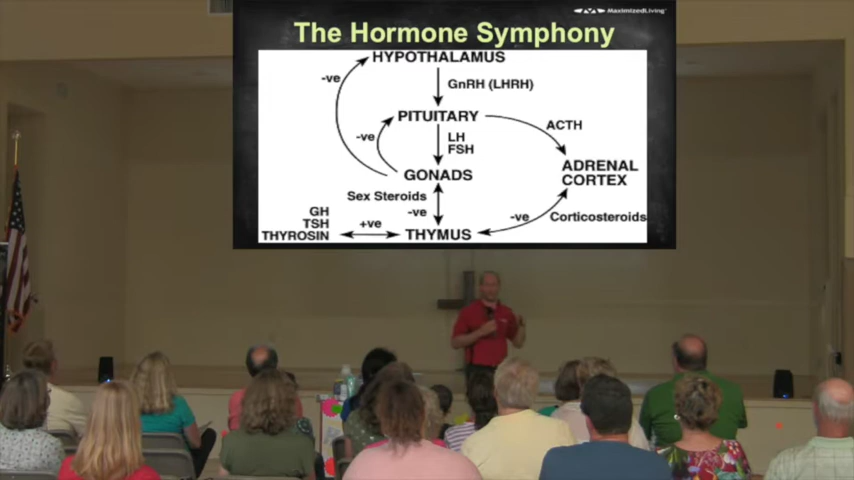 MaximizedLiving
The Hormone Symphony
HYPOTHALAMUS
-ve
GnRH (LHRH)
PITUITARY
ACTH
-ve
LH
FSH
ADRENAL
CORTEX
GONADS
Sex Steroids
GH
-ve
-ve
Corticosteroids
TSH
+ve
THYROSIN
THYMUS